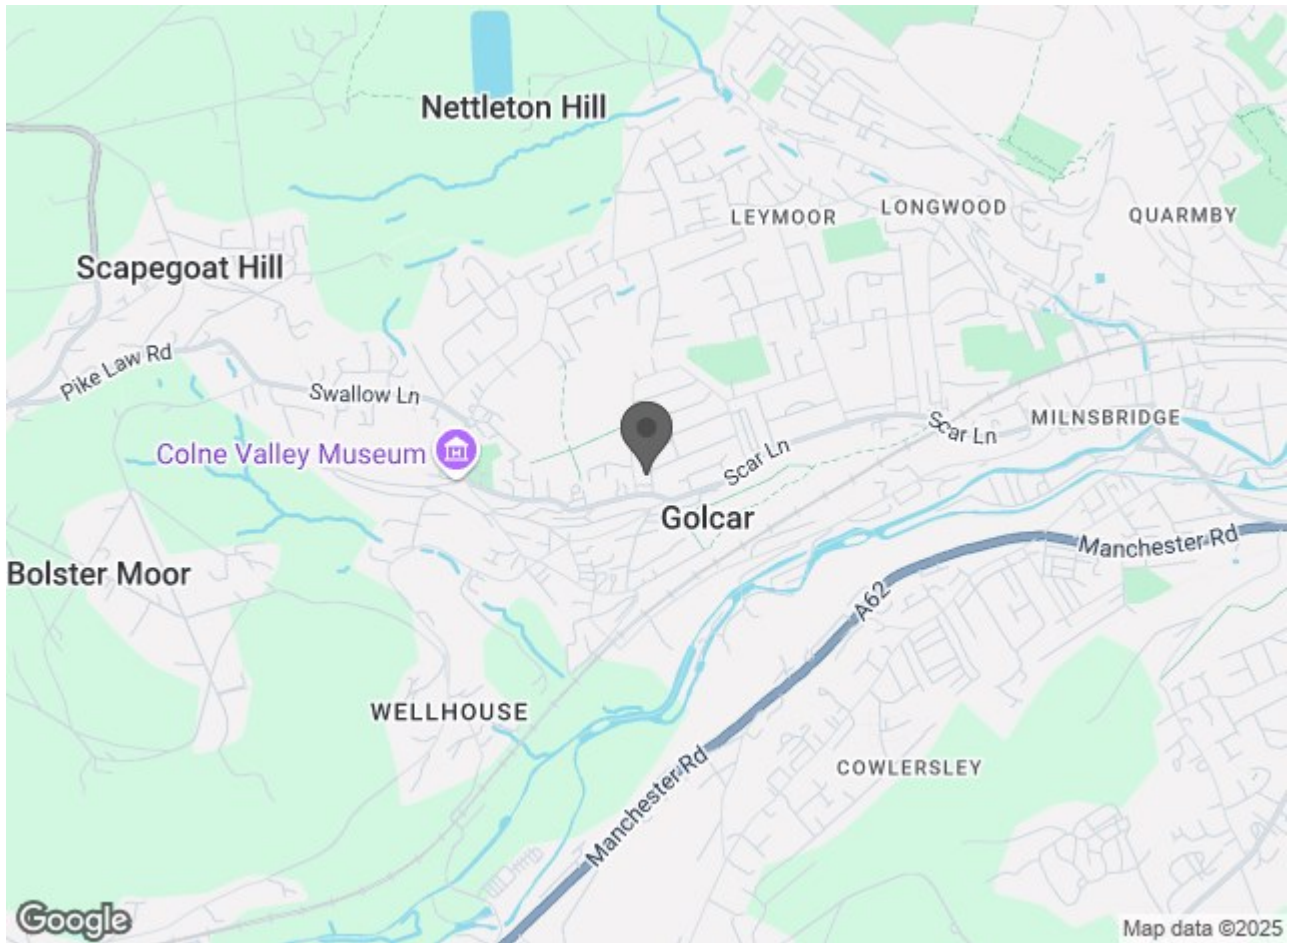 Nettleton Hill
LEYMOOR
LONGWOOD
QUARMBY
Scapegoat Hill
Pike Law Rd
Swallow Ln
Colne Valley Museum
Scar Ln
Scar Ln
MILNSBRIDGE
Golcar
Bolster Moor
Manchester Rd
A62
WELLHOUSE
COWLERSLEY
Manchester Rd
Google
Map data ©2025